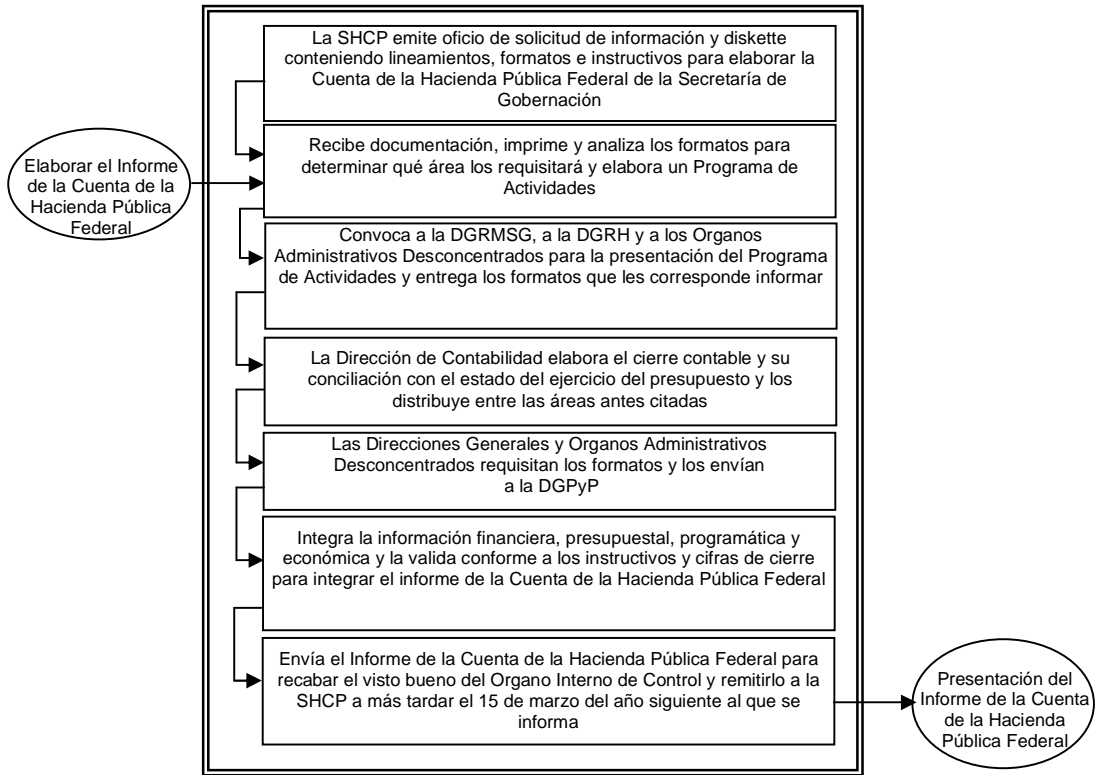 La SHCP emite oficio de solicitud de información y diskette
conteniendo lineamientos, formatos e instructivos para elaborar la
Cuenta de la Hacienda Pública Federal de la Secretaría de
Gobernación
Elaborar el Informe
de la Cuenta de la
Hacienda Pública
Federal
Recibe documentación, imprime y analiza los formatos para
determinar qué área los requisitará y elabora un Programa de
Actividades
Convoca a la DGRMSG, a la DGRH y a los Organos
Administrativos Desconcentrados para la presentación del Programa
de Actividades y entrega los formatos que les corresponde informar
La Dirección de Contabilidad elabora el cierre contable y su
conciliación con el estado del ejercicio del presupuesto y los
distribuye entre las áreas antes citadas
Las Direcciones Generales y Organos Administrativos
Desconcentrados requisitan los formatos y los envían
a la DGPyP
Integra la información financiera, presupuestal, programática y
económica y la valida conforme a los instructivos y cifras de cierre
para integrar el informe de la Cuenta de la Hacienda Pública Federal
Envía el Informe de la Cuenta de la Hacienda Pública Federal para
recabar el visto bueno del Organo Interno de Control y remitirlo a la
SHCP a más tardar el 15 de marzo del año siguiente al que se
informa
Presentación del
Informe de la Cuenta
de la Hacienda
Pública Federal